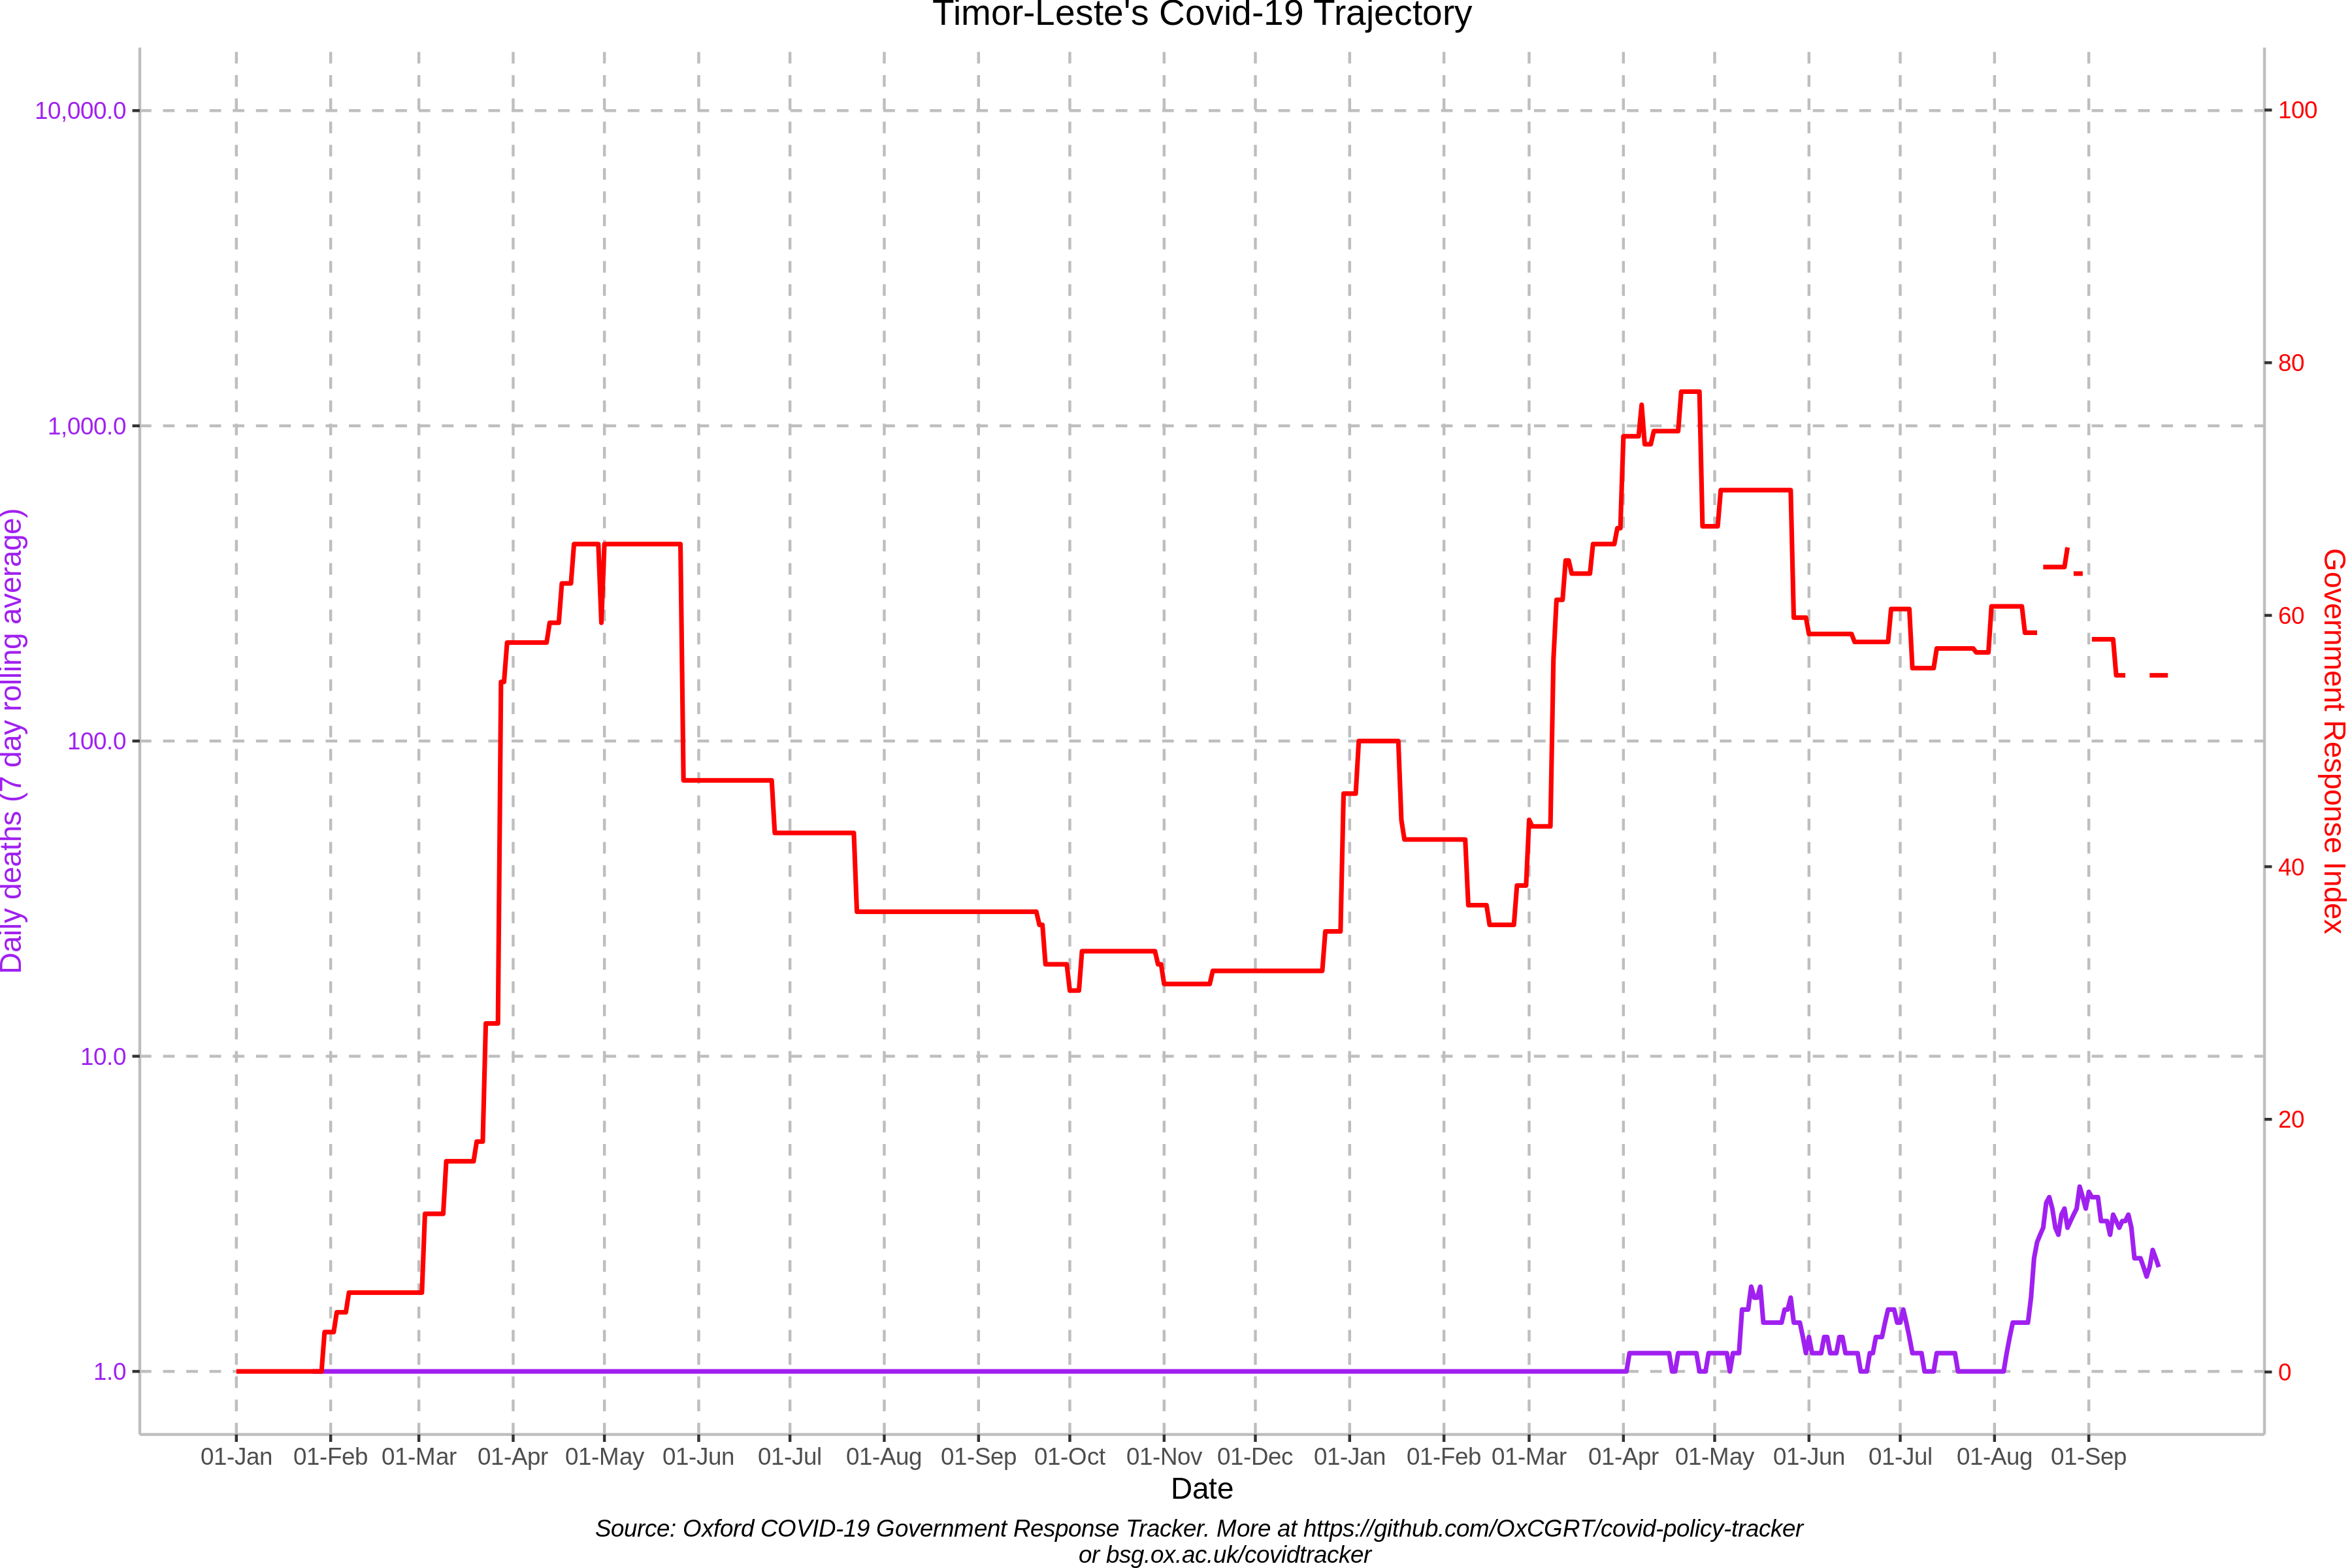 Timor-Leste's Covid-19 Trajectory
10,000.0
1,000.0
100.0
10.0
1.0
Daily deaths (7 day rolling average)
100
80
60
40
20
0
Government Response Index
01-Jan 01-Feb 01-Mar 01-Apr 01-May 01-Jun 01-Jul 01-Aug 01-Sep 01-Oct 01-Nov 01-Dec 01-Jan 01-Feb 01-Mar 01-Apr 01-May 01-Jun 01-Jul 01-Aug 01-Sep
Date
Source: Oxford COVID-19 Government Response Tracker. More at https://github.com/OxCGRT/covid-policy-tracker
or bsg.ox.ac.uk/covidtracker